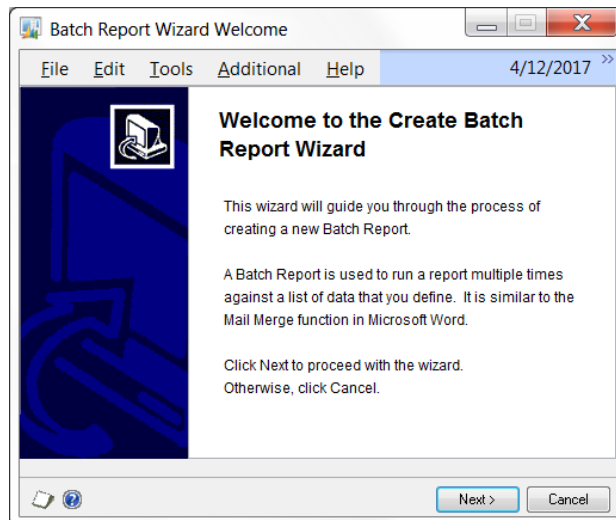 Batch Report Wizard Welcome
File Edit Tools Additional Help 4/12/2017 »
Welcome to the Create Batch
Report Wizard
This wizard will guide you through the process of
creating a new Batch Report.
A Batch Report is used to run a report multiple times
against a list of data that you define. It is similar to the
Mail Merge function in Microsoft Word.
Click Next to proceed with the wizard.
Otherwise, click Cancel.
Next > Cancel